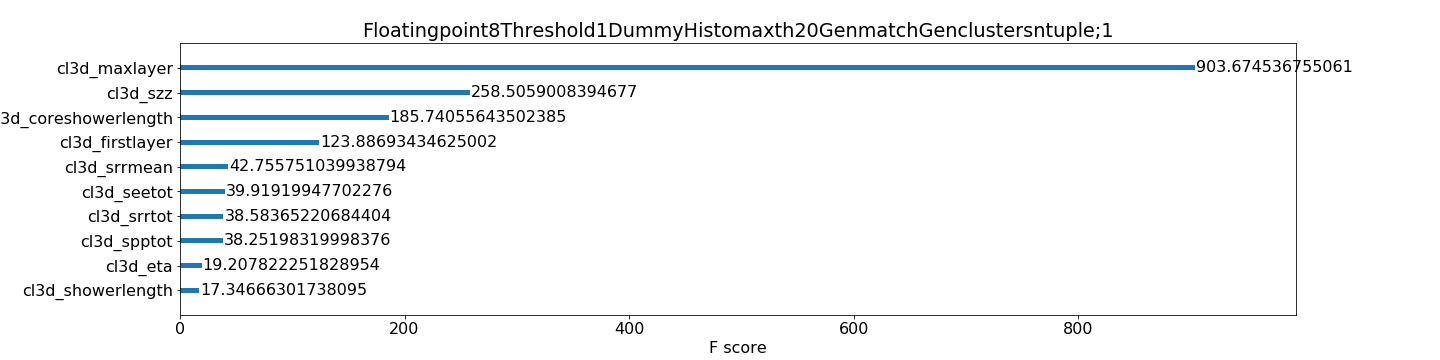 Floatingpoint8Threshold1DummyHistomaxth20GenmatchGenclustersntuple;1
cl3d_maxlayer 903.674536755061
cl3d_szz 258.5059008394677
3d_coreshowerlength 185.74055643502385
cl3d_firstlayer 123.88693434625002
cl3d_srrmean 42.755751039938794
cl3d_seetot 39.91919947702276
cl3d_srrtot 38.58365220684404
cl3d_spptot 38.25198319998376
cl3d_eta 19.207822251828954
cl3d_showerlength 17.34666301738095
0 200 400 600 800
F score